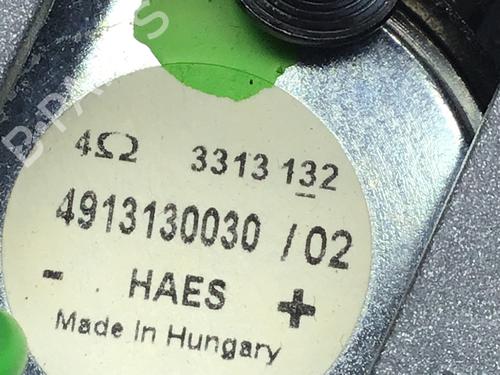 4Ω 3313 132
4913130030 /02
- HAES +
Made In Hungary